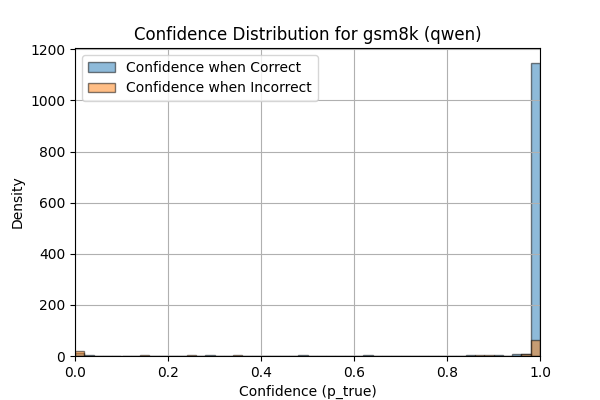 Confidence Distribution for gsm8k (qwen)
Confidence when Correct
Confidence when Incorrect
Density
1200
1000
800
600
400
200
0
0.0 0.2 0.4 0.6 0.8 1.0
Confidence (p_true)